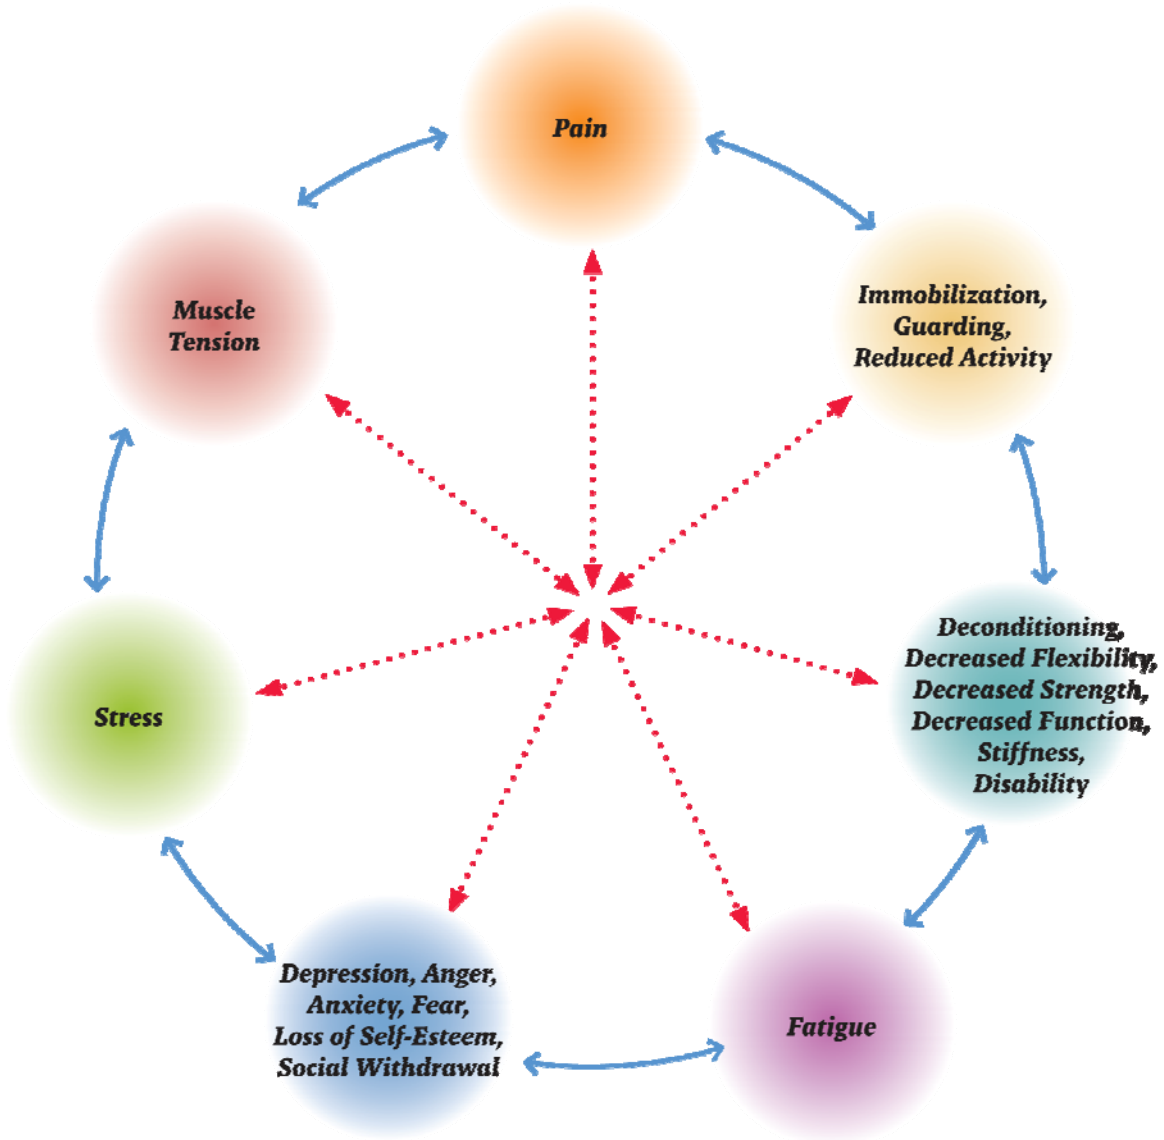 Pain
Muscle
Tension
Immobilization,
Guarding,
Reduced Activity
Stress
Deconditioning,
Decreased Flexibility,
Decreased Strength,
Decreased Function,
Stiffness,
Disability
Depression, Anger,
Anxiety, Fear,
Loss of Self-Esteem,
Social Withdrawal
Fatigue